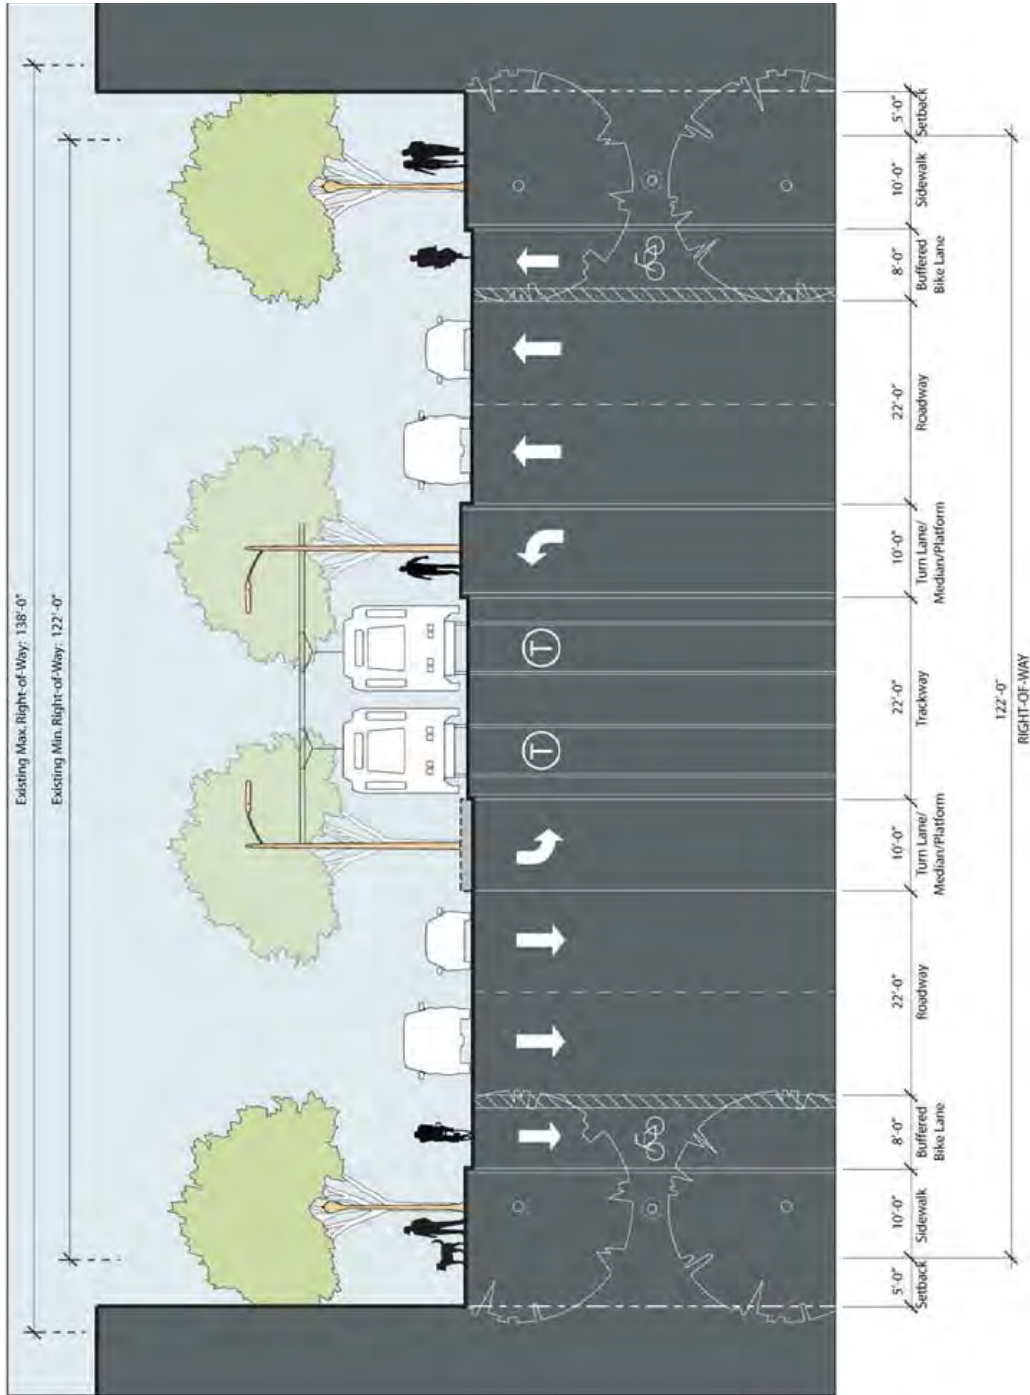 Existing Max. Right-of-Way: 138'-0"
Existing Min. Right-of-Way: 122'-0"
T
T
5'-0"
Setback
10'-0"
Sidewalk
8'-0"
Buffered
Bike Lane
22'-0"
Roadway
10'-0"
Turn Lane/
Median/Platform
22'-0"
Trackway
10'-0"
Turn Lane/
Median/Platform
22'-0"
Roadway
8'-0"
Buffered
Bike Lane
10'-0"
Sidewalk
5'-0"
Setback
122'-0"
RIGHT-OF-WAY